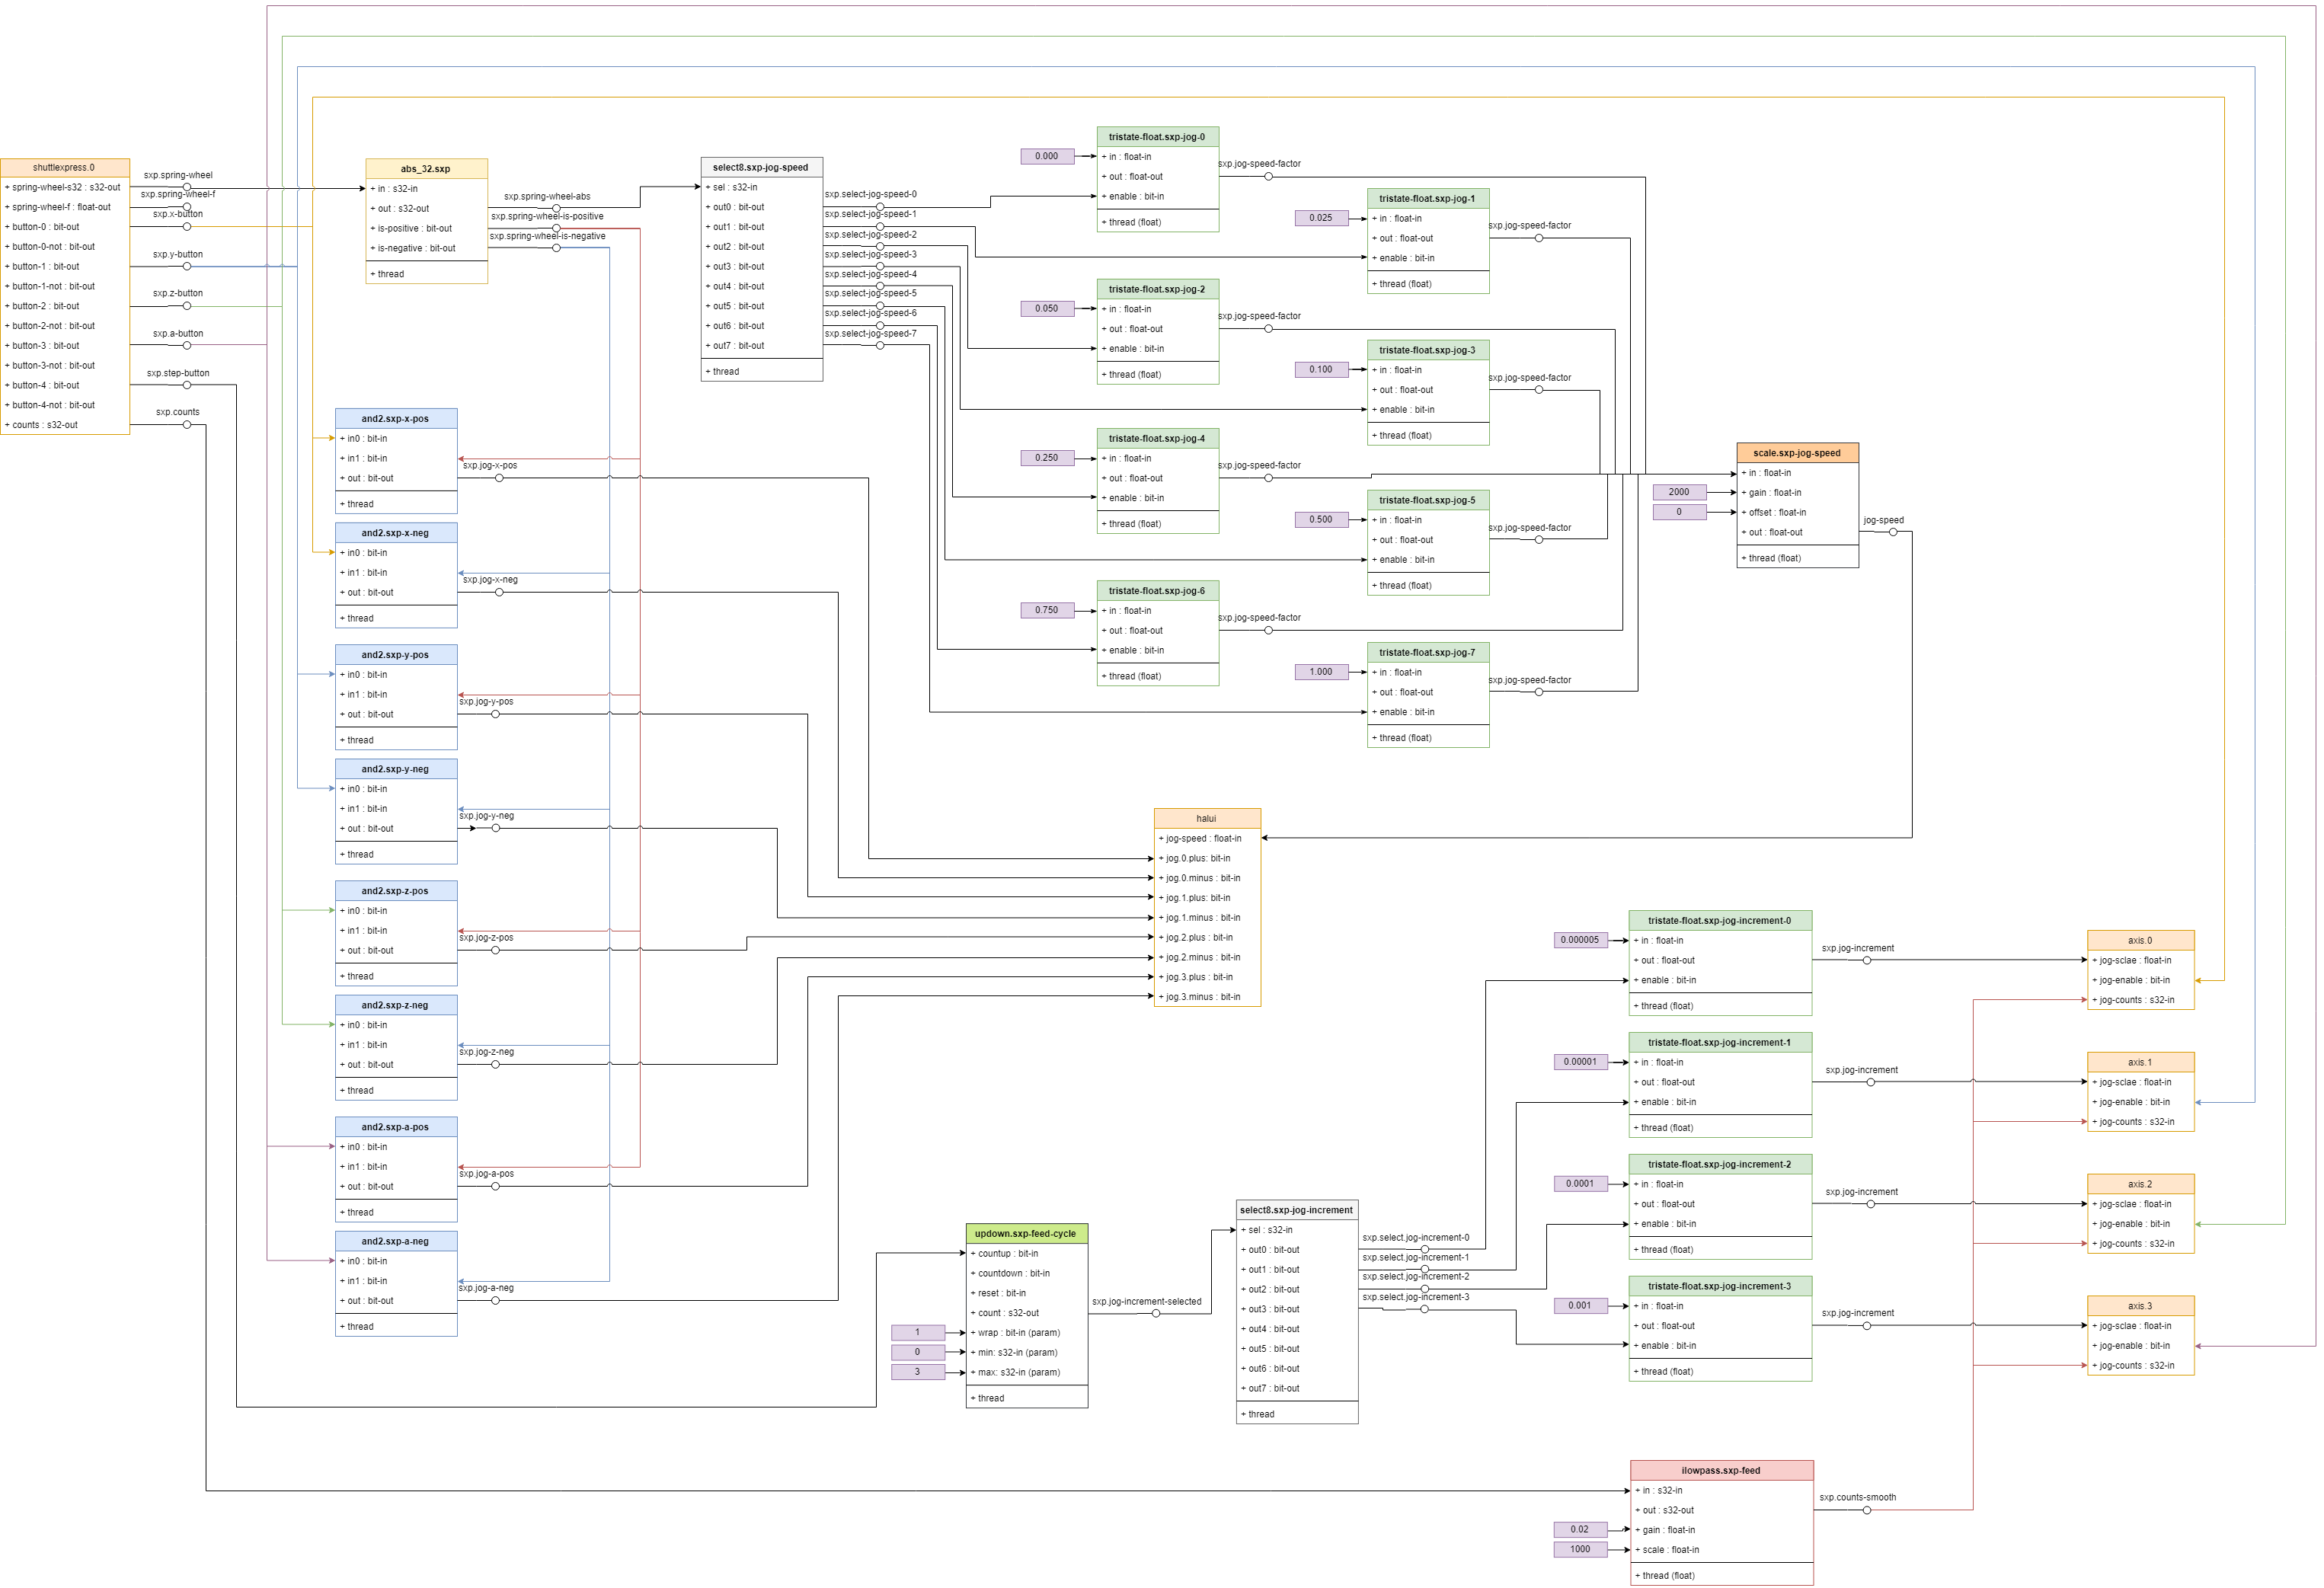 shuttlexpress.0
+ spring-wheel-s32 : s32-out
+ spring-wheel-f : float-out
+ button-0 : bit-out
+ button-0-not : bit-out
+ button-1 : bit-out
+ button-1-not : bit-out
+ button-2 : bit-out
+ button-2-not : bit-out
+ button-3 : bit-out
+ button-3-not : bit-out
+ button-4 : bit-out
+ button-4-not : bit-out
+ counts : s32-out
sxp.spring-wheel
sxp.spring-wheel-f
sxp.x-button
sxp.y-button
sxp.z-button
sxp.a-button
sxp.step-button
sxp.counts
abs_32.sxp
+ in : s32-in
+ out : s32-out
+ is-positive : bit-out
+ is-negative : bit-out
+ thread
sxp.spring-wheel-abs
sxp.spring-wheel-is-positive
sxp.spring-wheel-is-negative
select8.sxp-jog-speed
+ sel : s32-in
+ out0 : bit-out
+ out1 : bit-out
+ out2 : bit-out
+ out3 : bit-out
+ out4 : bit-out
+ out5 : bit-out
+ out6 : bit-out
+ out7 : bit-out
+ thread
sxp.select-jog-speed-0
sxp.select-jog-speed-1
sxp.select-jog-speed-2
sxp.select-jog-speed-3
sxp.select-jog-speed-4
sxp.select-jog-speed-5
sxp.select-jog-speed-6
sxp.select-jog-speed-7
0.000
tristate-float.sxp-jog-0
+ in : float-in
+ out : float-out
+ enable : bit-in
+ thread (float)
sxp.jog-speed-factor
0.025
tristate-float.sxp-jog-1
+ in : float-in
+ out : float-out
+ enable : bit-in
+ thread (float)
sxp.jog-speed-factor
0.050
tristate-float.sxp-jog-2
+ in : float-in
+ out : float-out
+ enable : bit-in
+ thread (float)
sxp.jog-speed-factor
0.100
tristate-float.sxp-jog-3
+ in : float-in
+ out : float-out
+ enable : bit-in
+ thread (float)
sxp.jog-speed-factor
0.250
tristate-float.sxp-jog-4
+ in : float-in
+ out : float-out
+ enable : bit-in
+ thread (float)
sxp.jog-speed-factor
0.500
tristate-float.sxp-jog-5
+ in : float-in
+ out : float-out
+ enable : bit-in
+ thread (float)
sxp.jog-speed-factor
0.750
tristate-float.sxp-jog-6
+ in : float-in
+ out : float-out
+ enable : bit-in
+ thread (float)
sxp.jog-speed-factor
1.000
tristate-float.sxp-jog-7
+ in : float-in
+ out : float-out
+ enable : bit-in
+ thread (float)
sxp.jog-speed-factor
2000
0
scale.sxp-jog-speed
+ in : float-in
+ gain : float-in
+ offset : float-in
+ out : float-out
+ thread (float)
jog-speed
and2.sxp-x-pos
+ in0 : bit-in
+ in1 : bit-in
+ out : bit-out
+ thread
sxp.jog-x-pos
and2.sxp-x-neg
+ in0 : bit-in
+ in1 : bit-in
+ out : bit-out
+ thread
sxp.jog-x-neg
and2.sxp-y-pos
+ in0 : bit-in
+ in1 : bit-in
+ out : bit-out
+ thread
sxp.jog-y-pos
and2.sxp-y-neg
+ in0 : bit-in
+ in1 : bit-in
+ out : bit-out
+ thread
sxp.jog-y-neg
and2.sxp-z-pos
+ in0 : bit-in
+ in1 : bit-in
+ out : bit-out
+ thread
sxp.jog-z-pos
and2.sxp-z-neg
+ in0 : bit-in
+ in1 : bit-in
+ out : bit-out
+ thread
sxp.jog-z-neg
and2.sxp-a-pos
+ in0 : bit-in
+ in1 : bit-in
+ out : bit-out
+ thread
sxp.jog-a-pos
and2.sxp-a-neg
+ in0 : bit-in
+ in1 : bit-in
+ out : bit-out
+ thread
sxp.jog-a-neg
halui
+ jog-speed : float-in
+ jog.0.plus: bit-in
+ jog.0.minus : bit-in
+ jog.1.plus: bit-in
+ jog.1.minus : bit-in
+ jog.2.plus : bit-in
+ jog.2.minus : bit-in
+ jog.3.plus : bit-in
+ jog.3.minus : bit-in
1
0
3
updown.sxp-feed-cycle
+ countup : bit-in
+ countdown : bit-in
+ reset : bit-in
+ count : s32-out
+ wrap : bit-in (param)
+ min: s32-in (param)
+ max: s32-in (param)
+ thread
sxp.jog-increment-selected
select8.sxp-jog-increment
+ sel : s32-in
+ out0 : bit-out
+ out1 : bit-out
+ out2 : bit-out
+ out3 : bit-out
+ out4 : bit-out
+ out5 : bit-out
+ out6 : bit-out
+ out7 : bit-out
+ thread
sxp.select.jog-increment-0
sxp.select.jog-increment-1
sxp.select.jog-increment-2
sxp.select.jog-increment-3
0.000005
tristate-float.sxp-jog-increment-0
+ in : float-in
+ out : float-out
+ enable : bit-in
+ thread (float)
sxp.jog-increment
0.00001
tristate-float.sxp-jog-increment-1
+ in : float-in
+ out : float-out
+ enable : bit-in
+ thread (float)
sxp.jog-increment
0.0001
tristate-float.sxp-jog-increment-2
+ in : float-in
+ out : float-out
+ enable : bit-in
+ thread (float)
sxp.jog-increment
0.001
tristate-float.sxp-jog-increment-3
+ in : float-in
+ out : float-out
+ enable : bit-in
+ thread (float)
sxp.jog-increment
axis.0
+ jog-sclae : float-in
+ jog-enable : bit-in
+ jog-counts : s32-in
axis.1
+ jog-sclae : float-in
+ jog-enable : bit-in
+ jog-counts : s32-in
axis.2
+ jog-sclae : float-in
+ jog-enable : bit-in
+ jog-counts : s32-in
axis.3
+ jog-sclae : float-in
+ jog-enable : bit-in
+ jog-counts : s32-in
0.02
1000
ilowpass.sxp-feed
+ in : s32-in
+ out : s32-out
+ gain : float-in
+ scale : float-in
+ thread (float)
sxp.counts-smooth